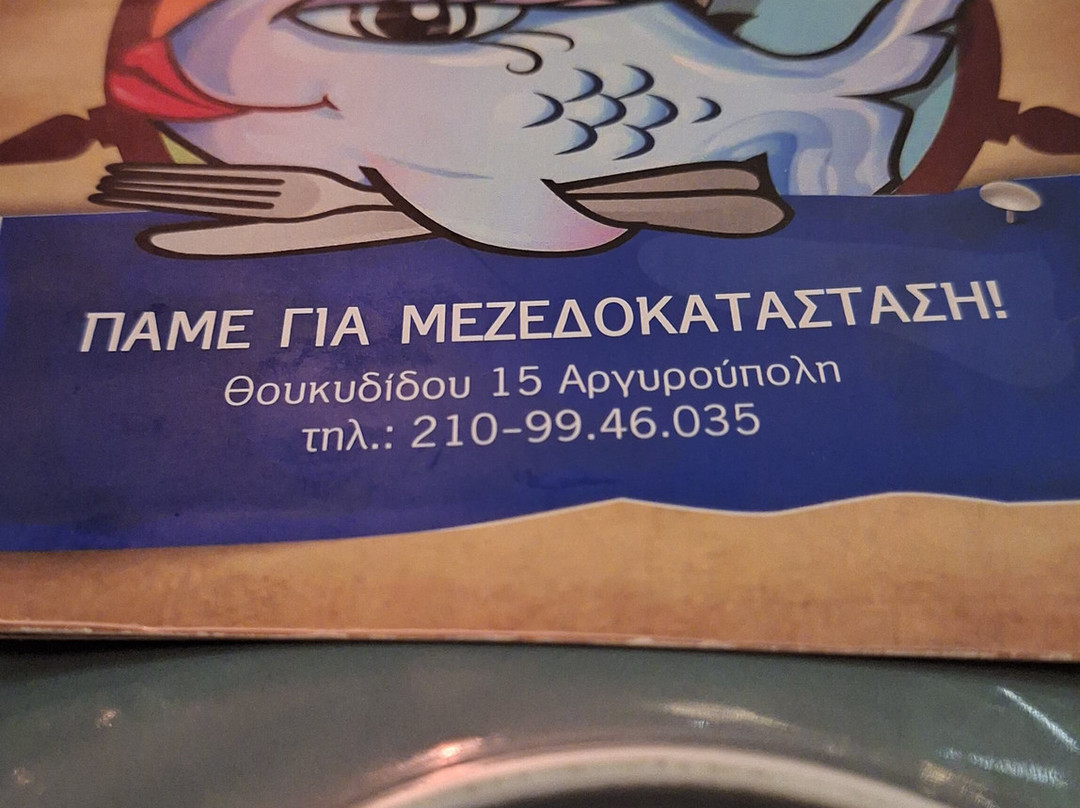 ΠΑΜΕ ΓΙΑ ΜΕΖΕΔΟΚΑΤΑΣΤΑΣΗ!
Θουκυδίδου 15 Αργυρούπολη
τηλ.: 210-99.46.035